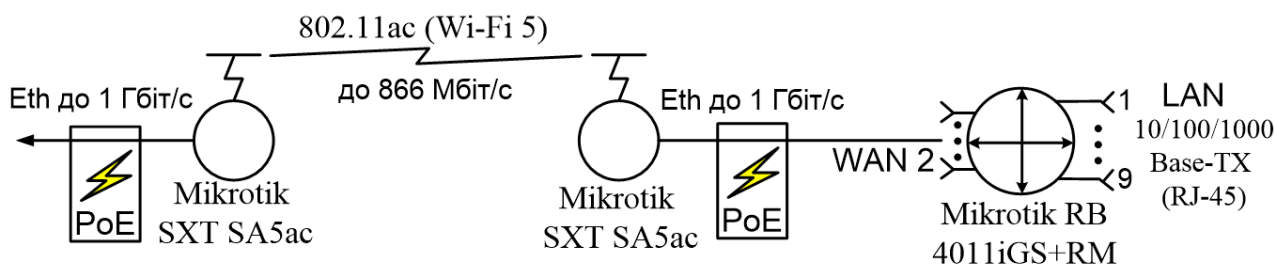 802.11ac (Wi-Fi 5)
до 866 Мбіт/с
Eth до 1 Гбіт/с
PoE
Mikrotik
SXT SA5ac
Eth до 1 Гбіт/с
Mikrotik
SXT SA5ac
PoE
WAN 2
Mikrotik RB
4011iGS+RM
1
9
LAN
10/100/1000
Base-TX
(RJ-45)